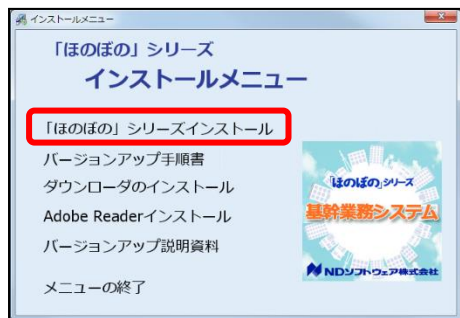 インストールメニュー
「ほのぼの」シリーズ
インストールメニュー
「ほのぼの」シリーズインストール
バージョンアップ手順書
ダウンローダのインストール
Adobe Readerインストール
バージョンアップ説明資料
メニューの終了
「ほのぼの」シリーズ
基幹業務システム
NDソフトウェア株式会社